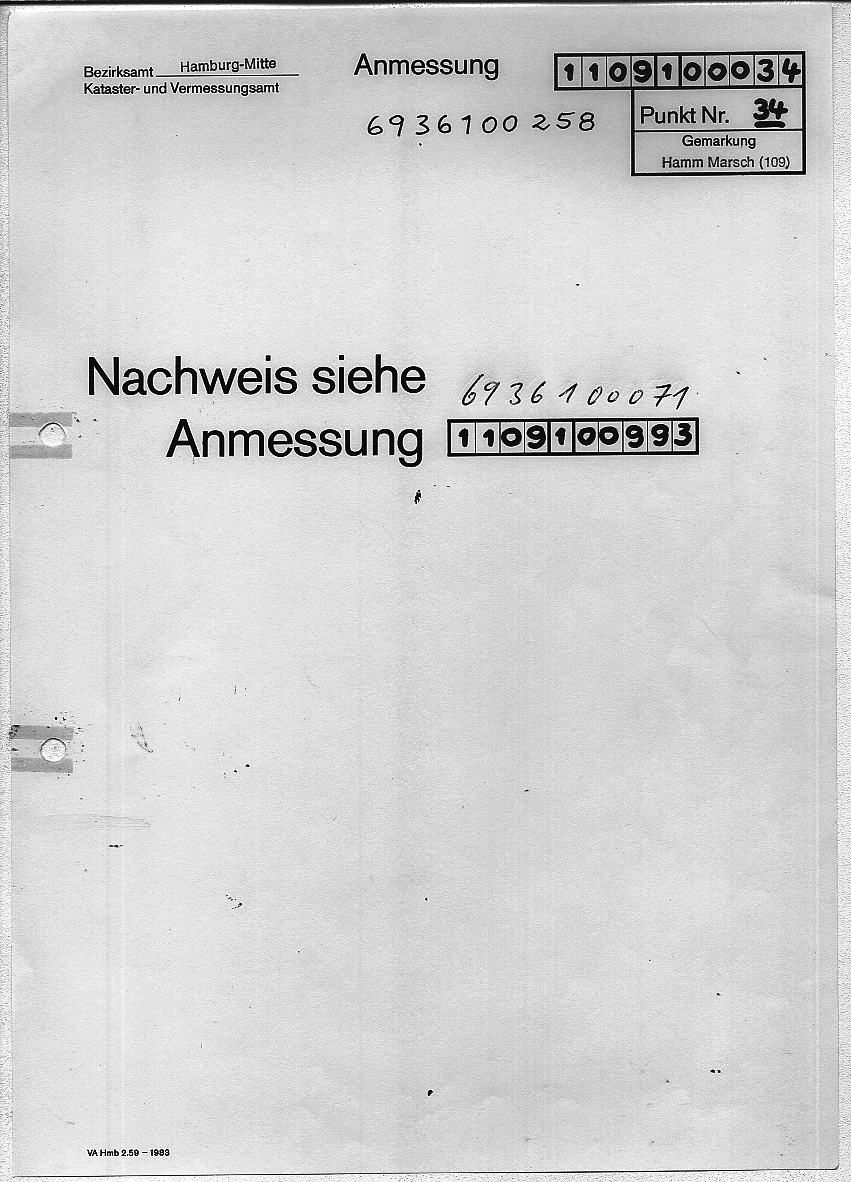 Bezirksamt Hamburg-Mitte
Kataster- und Vermessungsamt
Anmessung
1109100034
6936100258
Punkt Nr. 34
Gemarkung
Hamm Marsch (109)
Nachweis siehe 6936100071
Anmessung 1109100993
VA Hmb 2.59 – 1983